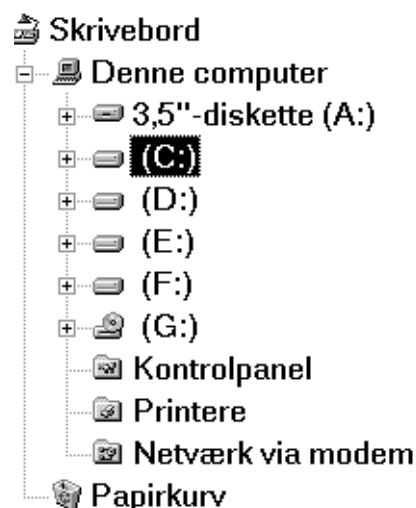 Skrivebord
Denne computer
3,5"-diskette (A:)
(C:)
(D:)
(E:)
(F:)
(G:)
Kontrolpanel
Printere
Netværk via modem
Papirkurv